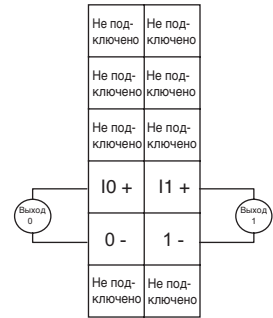 Не под- Не под-
ключено ключено
Не под- Не под-
ключено ключено
Не под- Не под-
ключено ключено
I0 + I1 +
Выход
0
Выход
1
0 - 1 -
Не под- Не под-
ключено ключено